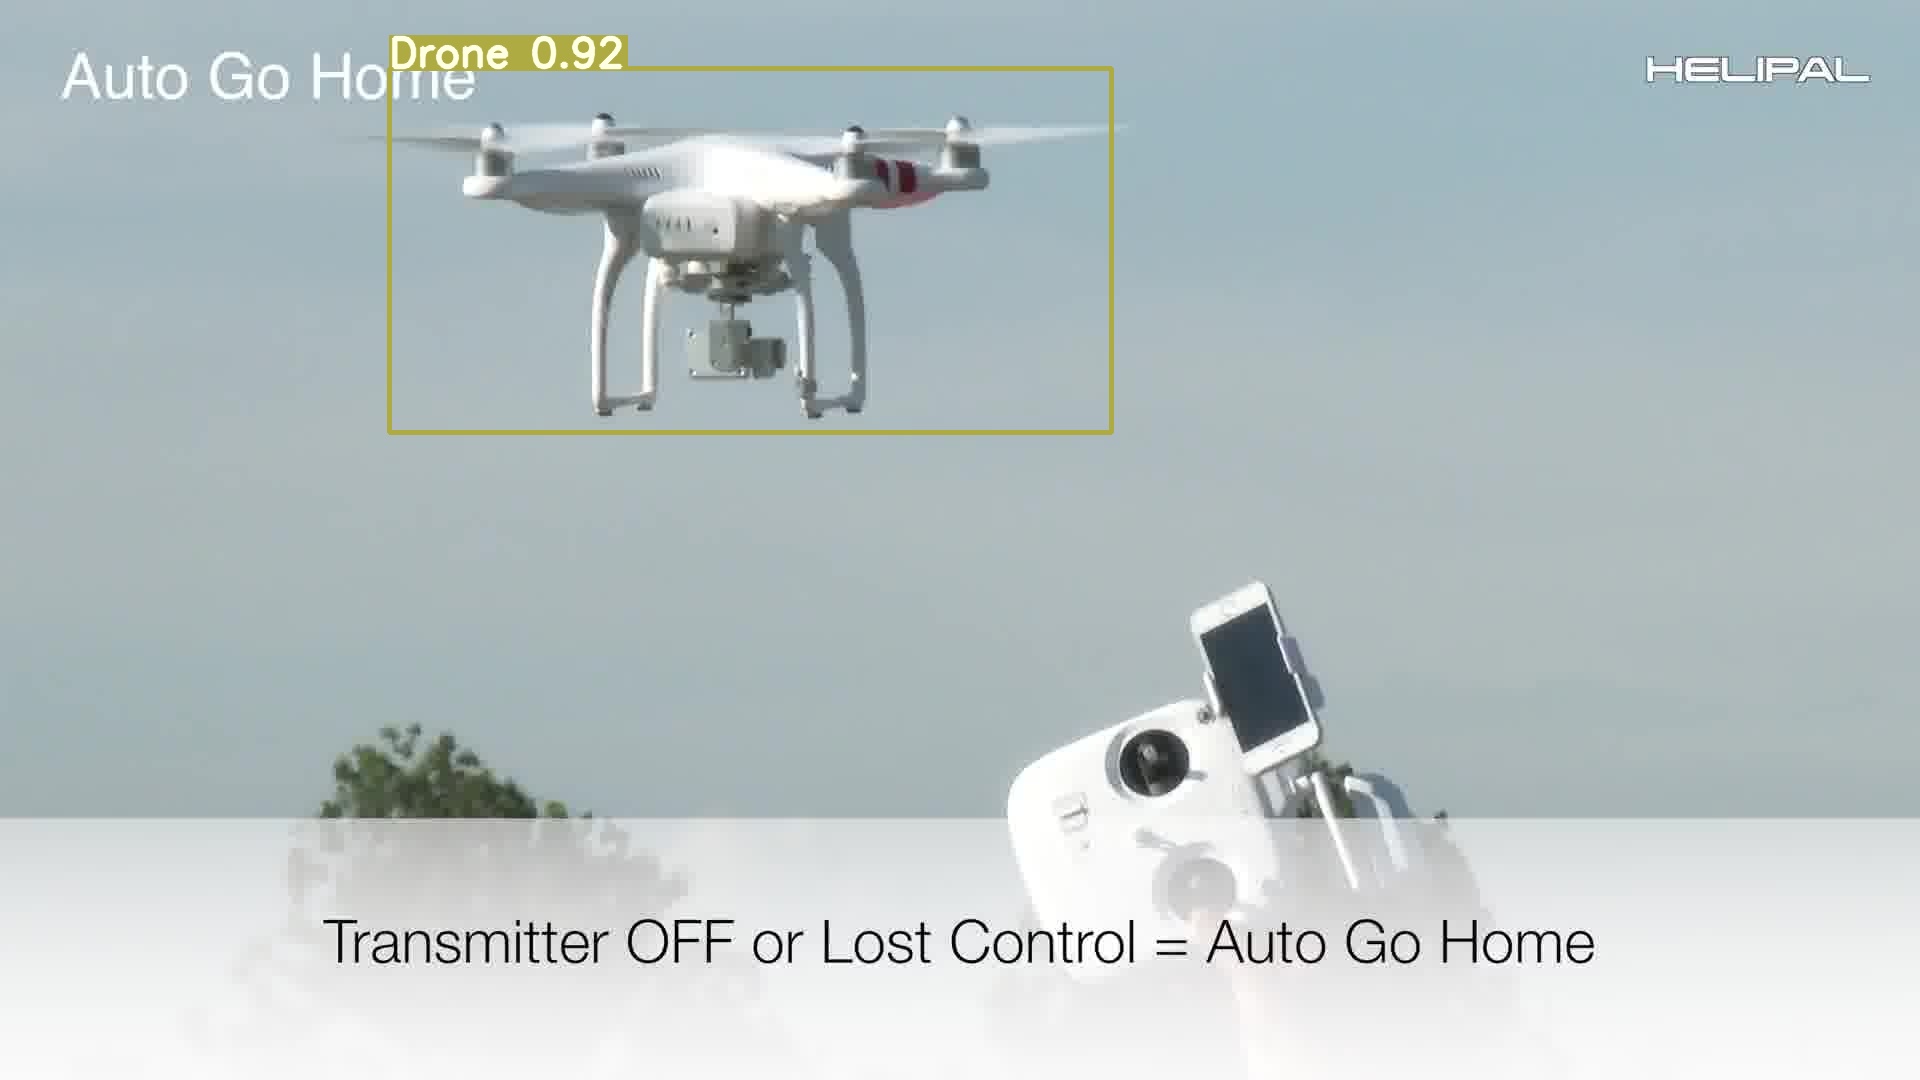 Drone 0.92
Auto Go Home
HELIPAL
Transmitter OFF or Lost Control = Auto Go Home